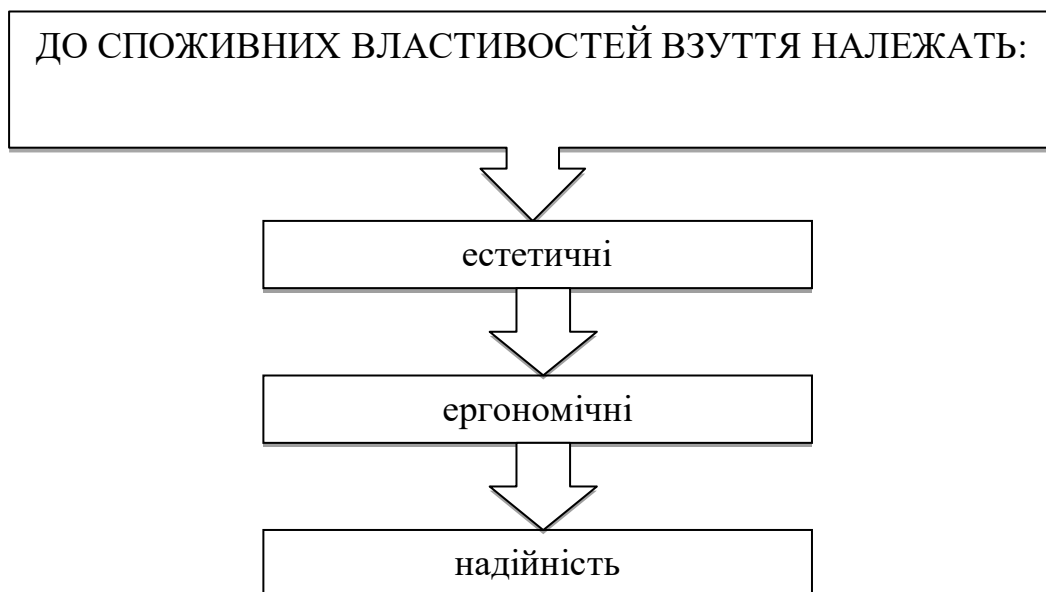 ДО СПОЖИВНИХ ВЛАСТИВОСТЕЙ ВЗУТТЯ НАЛЕЖАТЬ:
естетичні
ергономічні
надійність